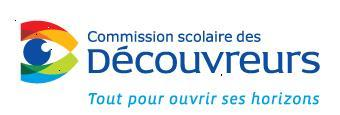 Commission scolaire des
Découvreurs
Tout pour ouvrir ses horizons